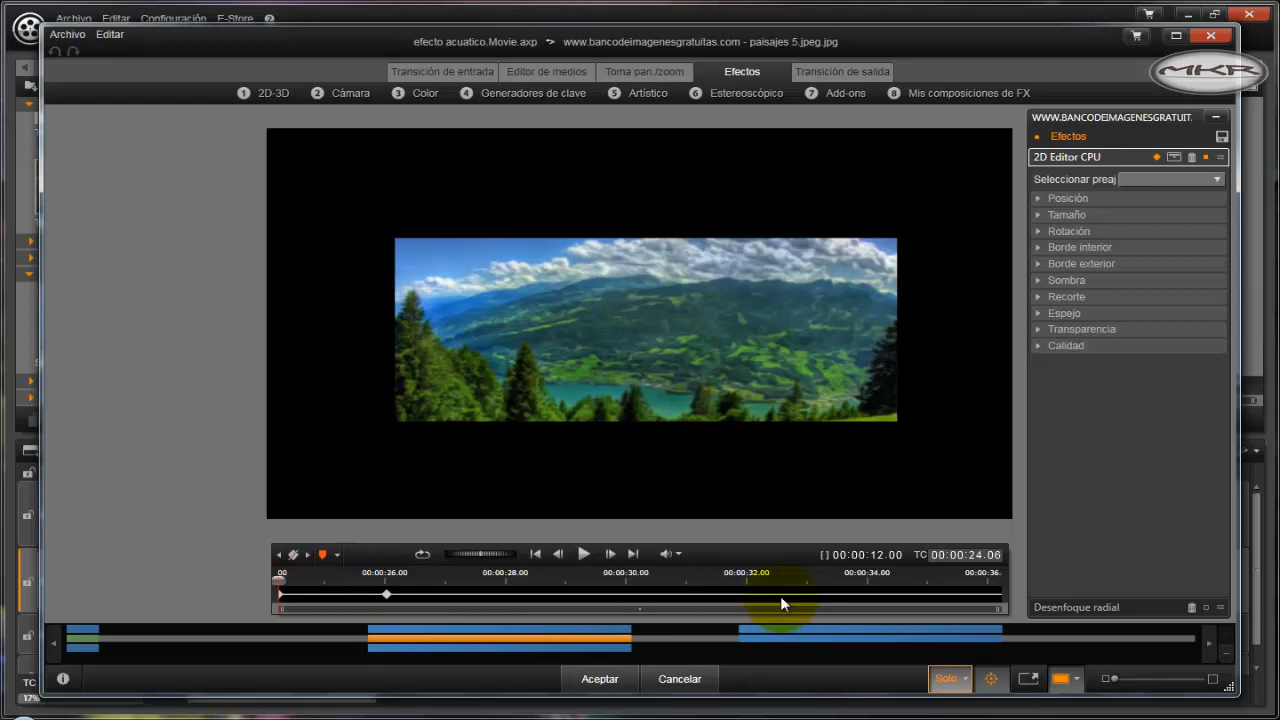 Archivo Editar Configuración E-Store
Archivo Editar
efecto acuatico.Movie.axp -> www.bancodeimagenesgratuitas.com - paisajes 5.jpeg.jpg
Transición de entrada Editor de medios Toma pan /zoom Efectos Transición de salida
MKR
1 2D-3D 2 Cámara 3 Color 4 Generadores de clave 5 Artístico 6 Estereoscópico 7 Add-ons 8 Mis composiciones de FX
WWW.BANCODEIMAGENESGRATUIT.
Efectos
2D Editor CPU
Seleccionar preaj
Posición
Tamaño
Rotación
Borde interior
Borde exterior
Sombra
Recorte
Espejo
Transparencia
Calidad
[ ] 00:00:12.00 TC 00:00:24.06
00 00:00:26.00 00:00:28.00 00:00:30.00 00:00:32.00 00:00:34.00 00:00:36.
Desenfoque radial
Aceptar Cancelar
Solo
TC
17%